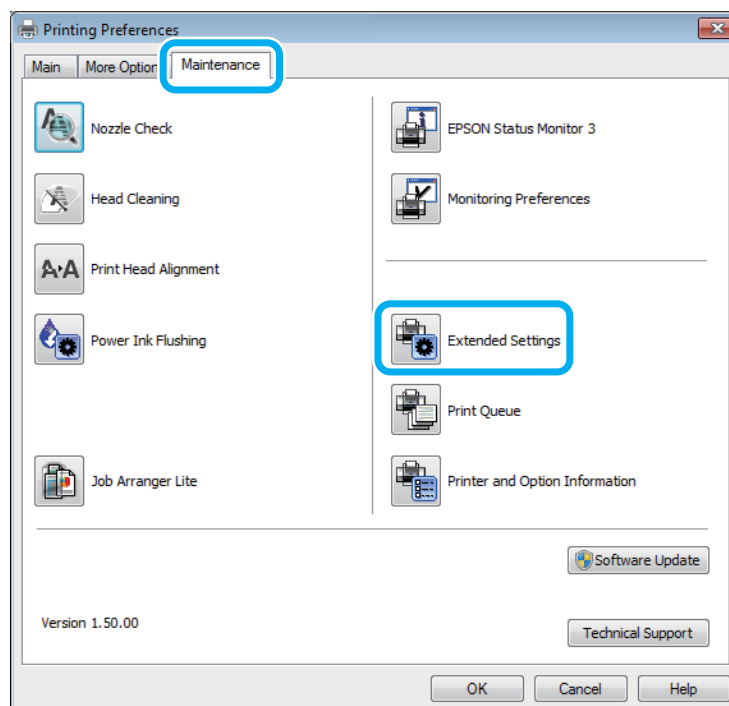 Printing Preferences
Main
More Option
Maintenance
Nozzle Check
EPSON Status Monitor 3
Head Cleaning
Monitoring Preferences
Print Head Alignment
Power Ink Flushing
Extended Settings
Print Queue
Job Arranger Lite
Printer and Option Information
Software Update
Version 1.50.00
Technical Support
OK
Cancel
Help